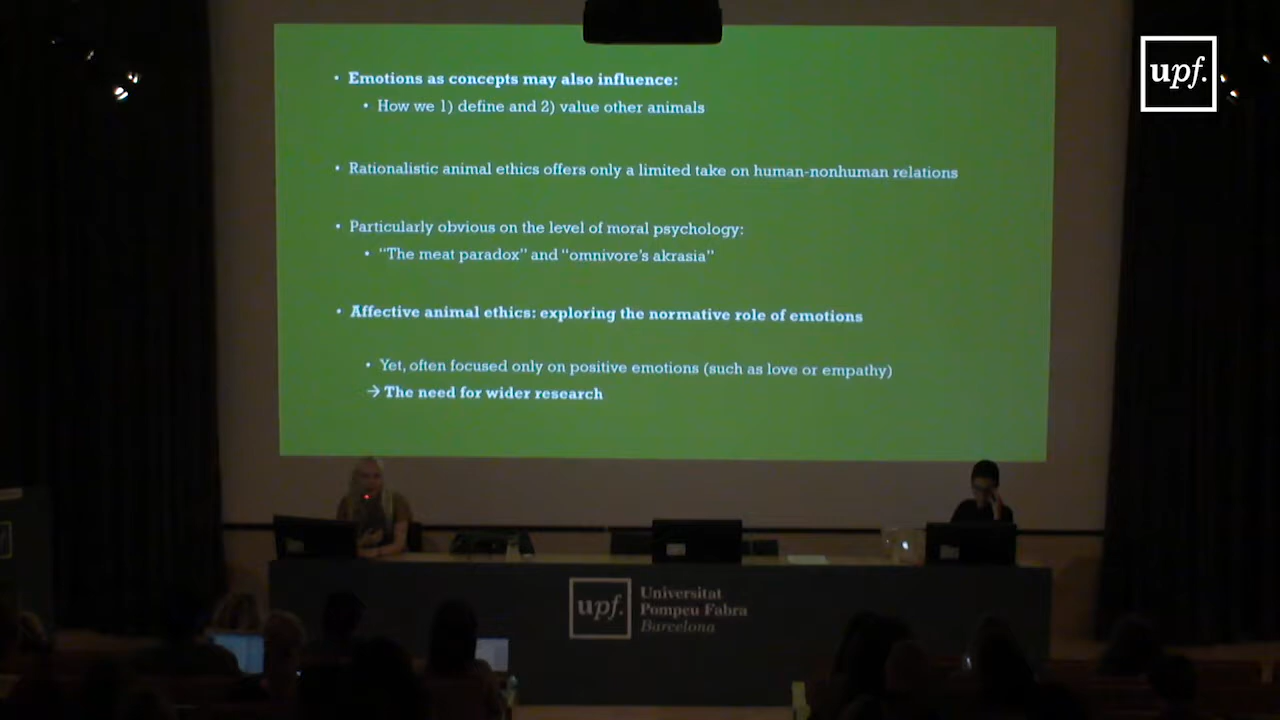 • Emotions as concepts may also influence:
• How we 1) define and 2) value other animals
• Rationalistic animal ethics offers only a limited take on human-nonhuman relations
• Particularly obvious on the level of moral psychology:
• “The meat paradox” and “omnivore’s akrasia”
• Affective animal ethics: exploring the normative role of emotions
• Yet, often focused only on positive emotions (such as love or empathy)
→ The need for wider research
upf.
upf.
Universitat
Pompeu Fabra
Barcelona